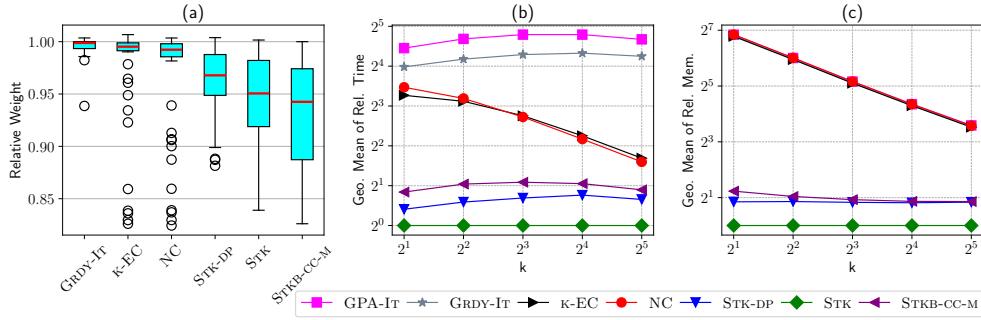 (a)
Relative Weight
1.00
0.95
0.90
0.85
GRDY-IT
K-EC
NC
STK-DP
STK
STKB-CC-M
(b)
Geo. Mean of Rel. Time
2^5
2^4
2^3
2^2
2^1
2^0
2^1 2^2 2^3 2^4 2^5
k
(c)
Geo. Mean of Rel. Mem.
2^7
2^5
2^3
2^1
2^1 2^2 2^3 2^4 2^5
k
GPA-IT GRDY-IT K-EC NC STK-DP STK STKB-CC-M